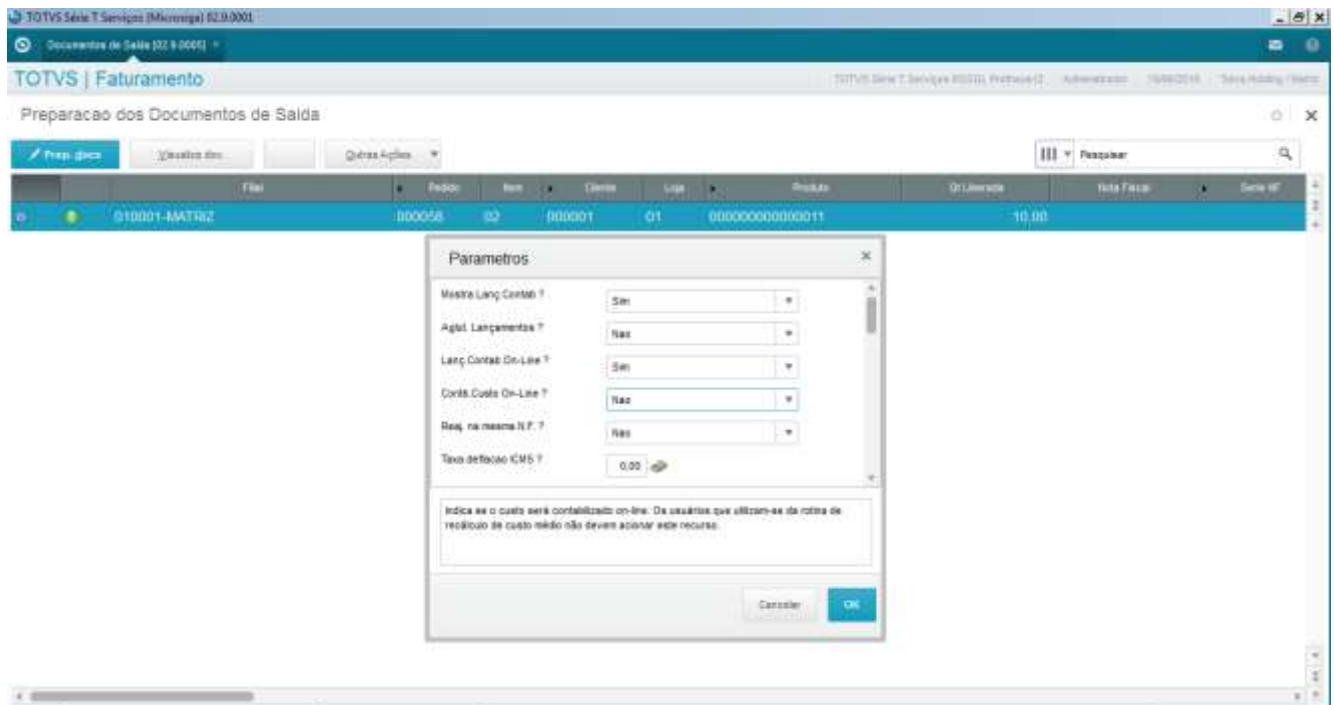 TOTVS Série T Serviços (Microsiga) 02.9.0001
Documentos de Saída [02.9.0005]
TOTVS | Faturamento
TOTVS Série T Serviços Administrador
Preparacao dos Documentos de Saida
Prep. docs Visualiza doc. Outras Ações Pesquisar
Filial Pedido Item Cliente Loja Produto Qt.Liberada Nota Fiscal Serie NF
010001-MATRIZ 000058 02 000001 01 000000000000011 10,00
Parametros
Mostra Lanç.Contab ? Sim
Aglut. Lançamentos ? Nao
Lanç.Contab.On-Line ? Sim
Contb.Custo On-Line ? Nao
Reaj. na mesma N.F. ? Nao
Taxa deflacao ICMS ? 0,00
Indica se o custo será contabilizado on-line. Os usuários que utilizam-se da rotina de
recálculo de custo médio não devem acionar este recurso.
Cancelar OK